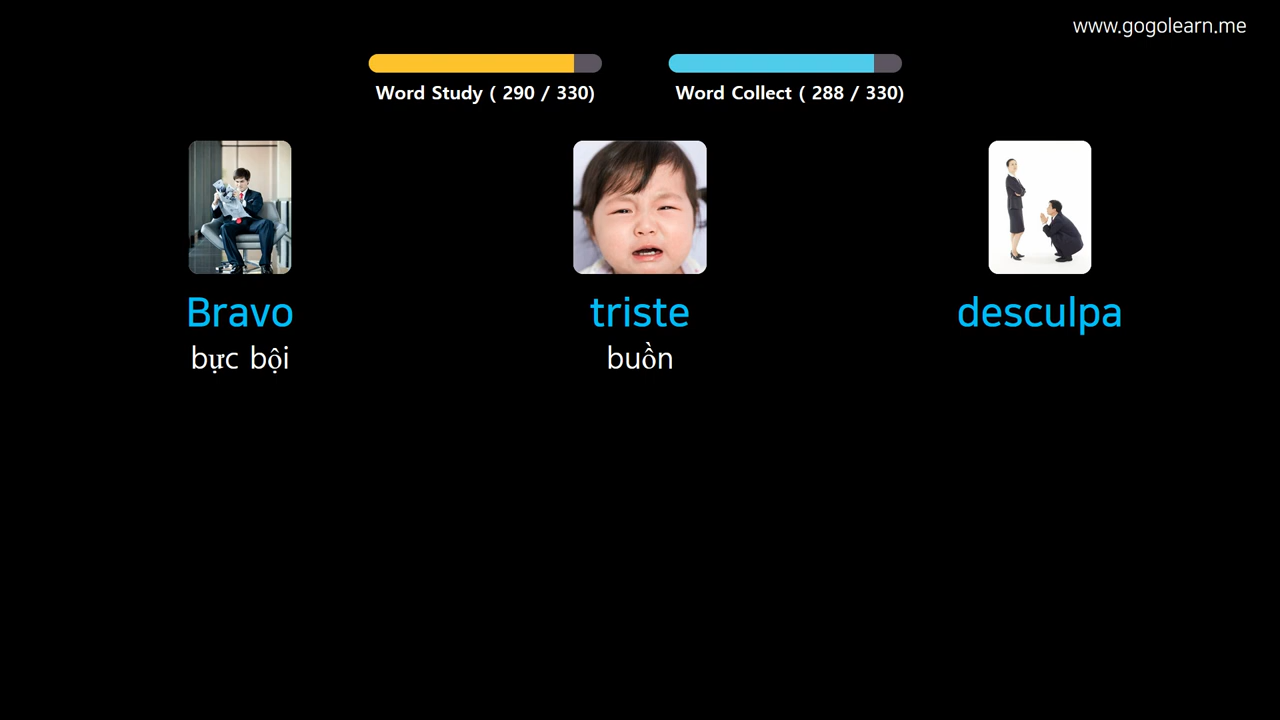 www.gogolearn.me
Word Study ( 290 / 330)
Word Collect ( 288 / 330)
Bravo
bực bội
triste
buồn
desculpa